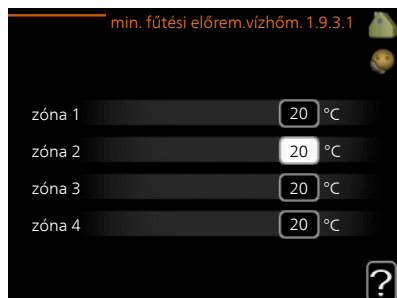 min. fűtési előrem.vízhőm. 1.9.3.1
zóna 1 20 °C
zóna 2 20 °C
zóna 3 20 °C
zóna 4 20 °C
?